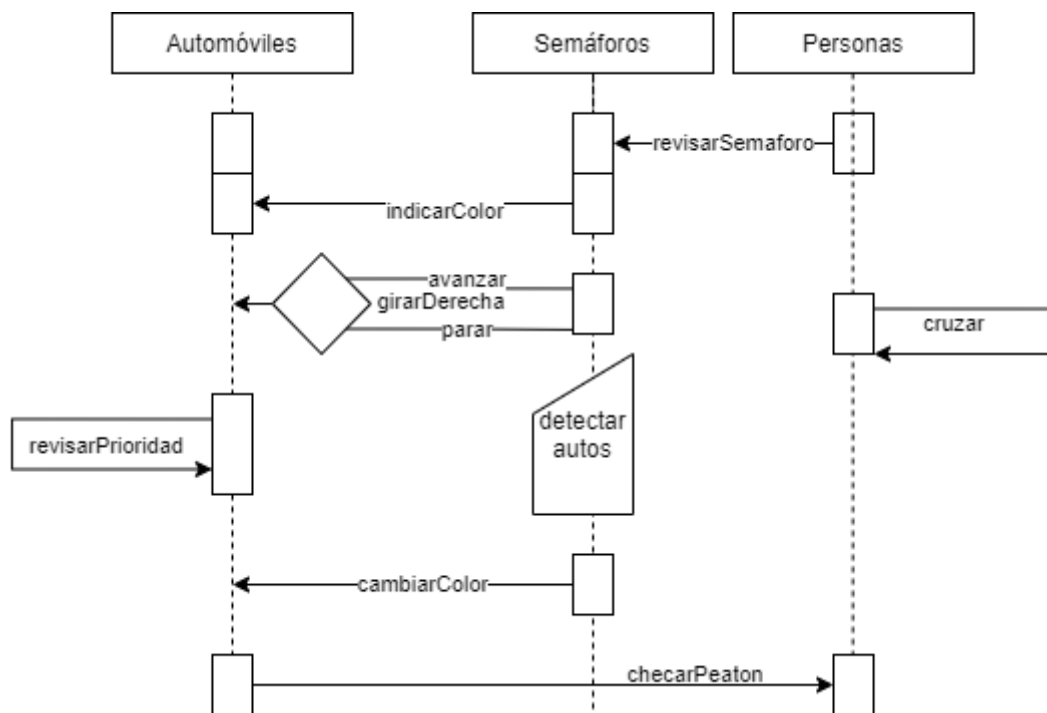 Automóviles
Semáforos
Personas
revisarSemaforo
indicarColor
avanzar
girarDerecha
parar
cruzar
detectar
autos
revisarPrioridad
cambiarColor
checarPeaton